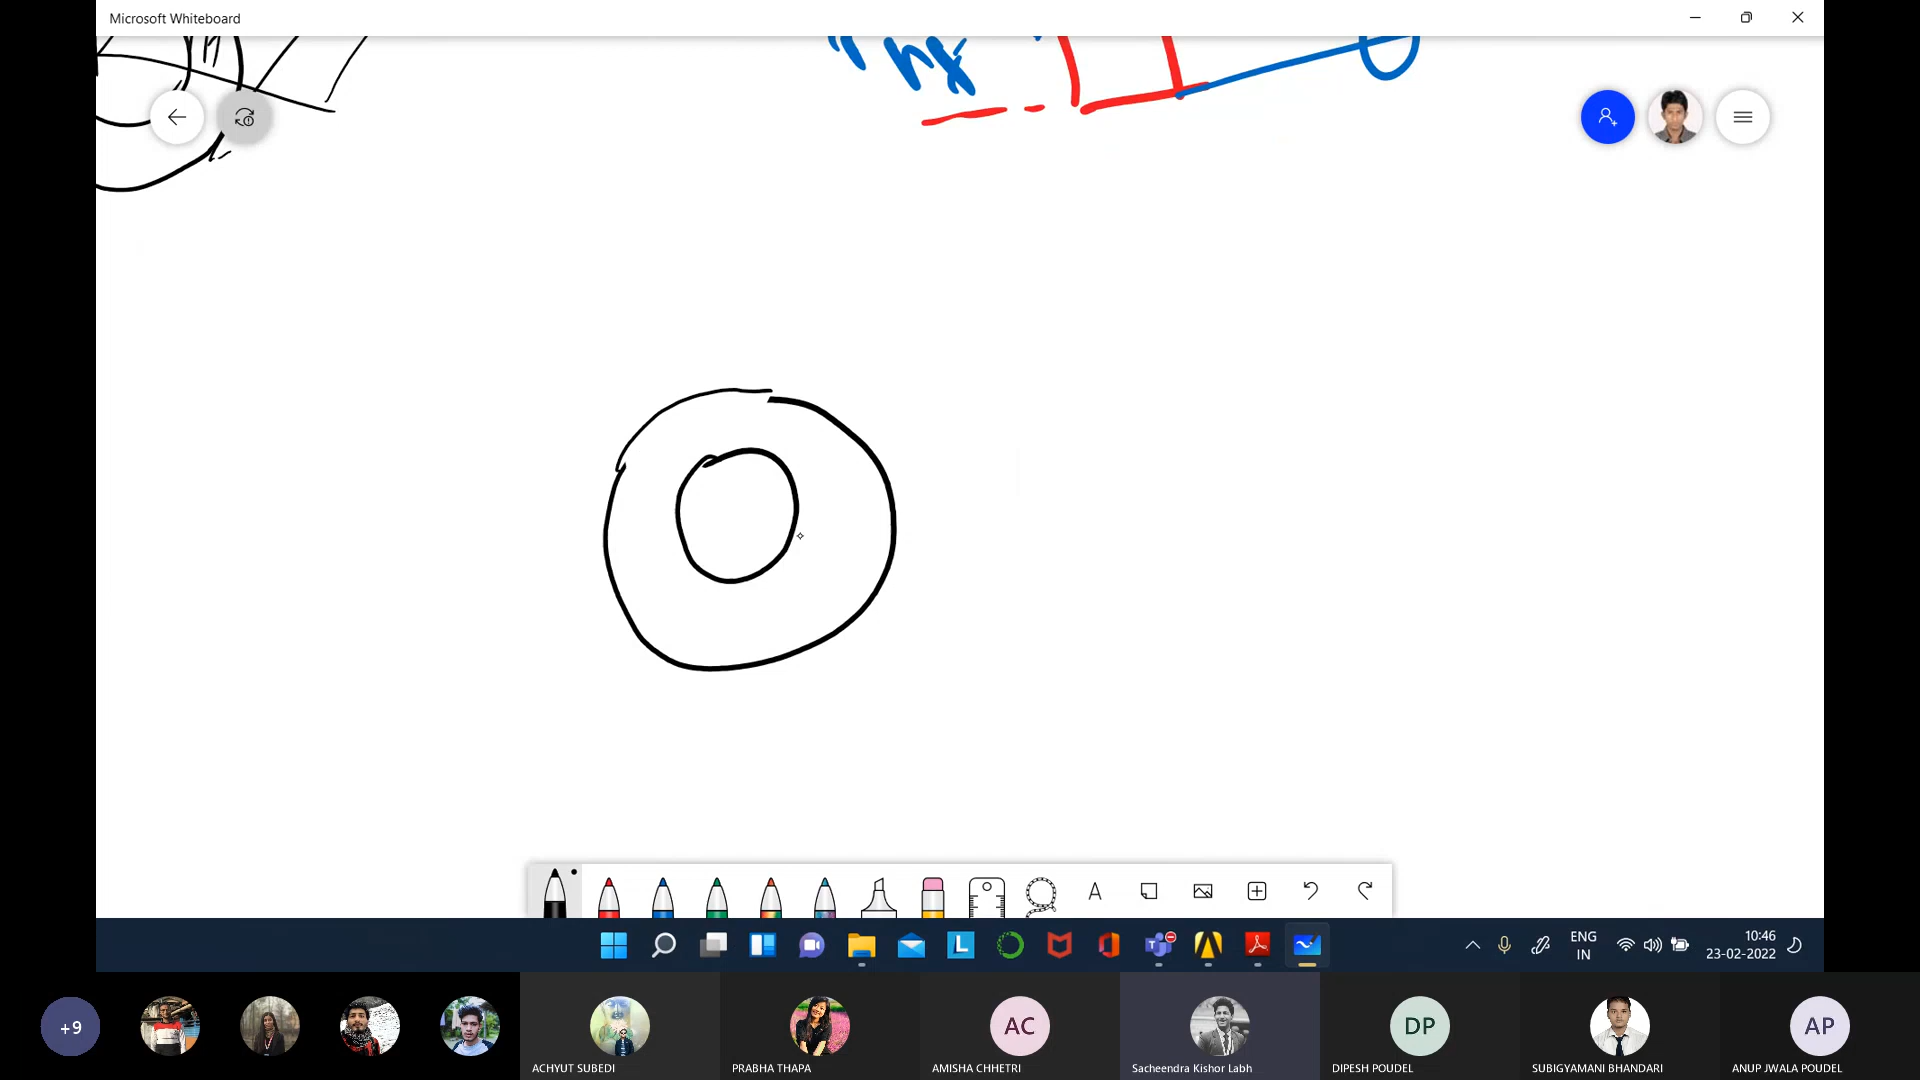 Microsoft Whiteboard
A
L
ENG
IN
10:46
23-02-2022
+9
AC
DP
AP
ACHYUT SUBEDI
PRABHA THAPA
AMISHA CHHETRI
Sacheendra Kishor Labh
DIPESH POUDEL
SUBIGYAMANI BHANDARI
ANUP JWALA POUDEL